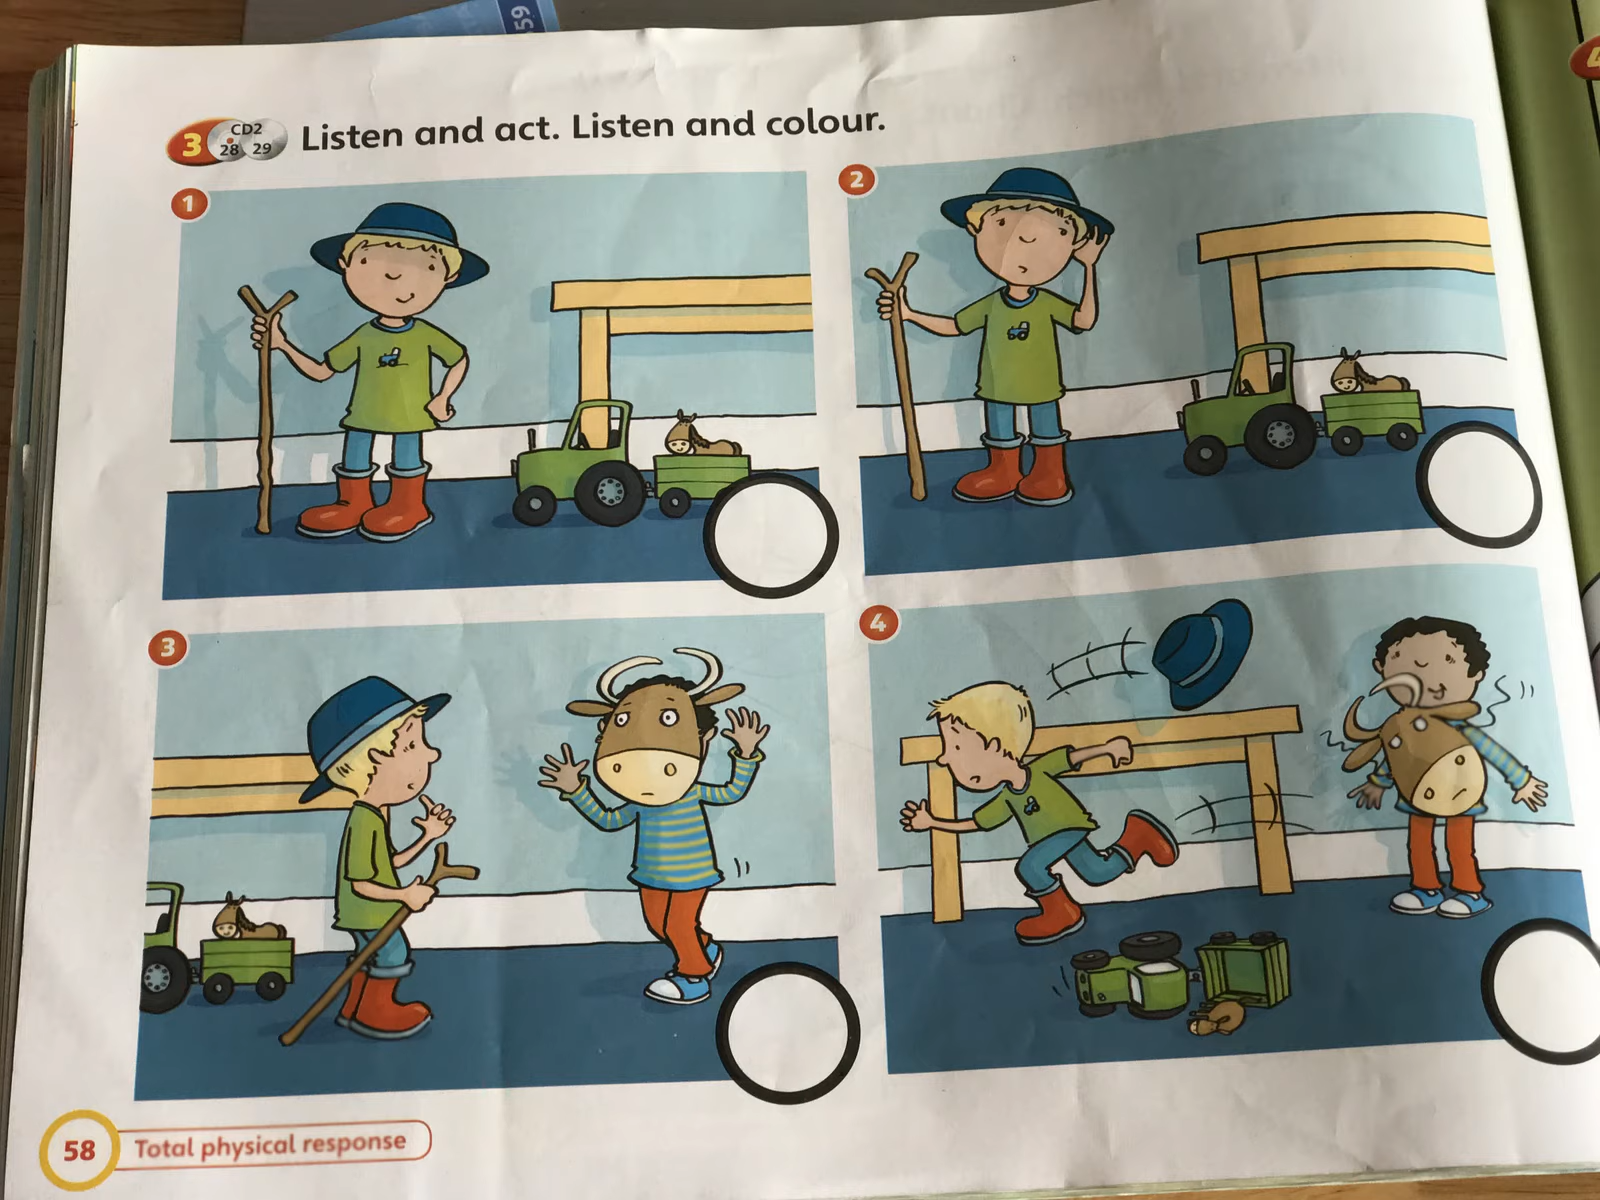 59
3 CD2 28 29 Listen and act. Listen and colour.
1
2
3
4
58 Total physical response